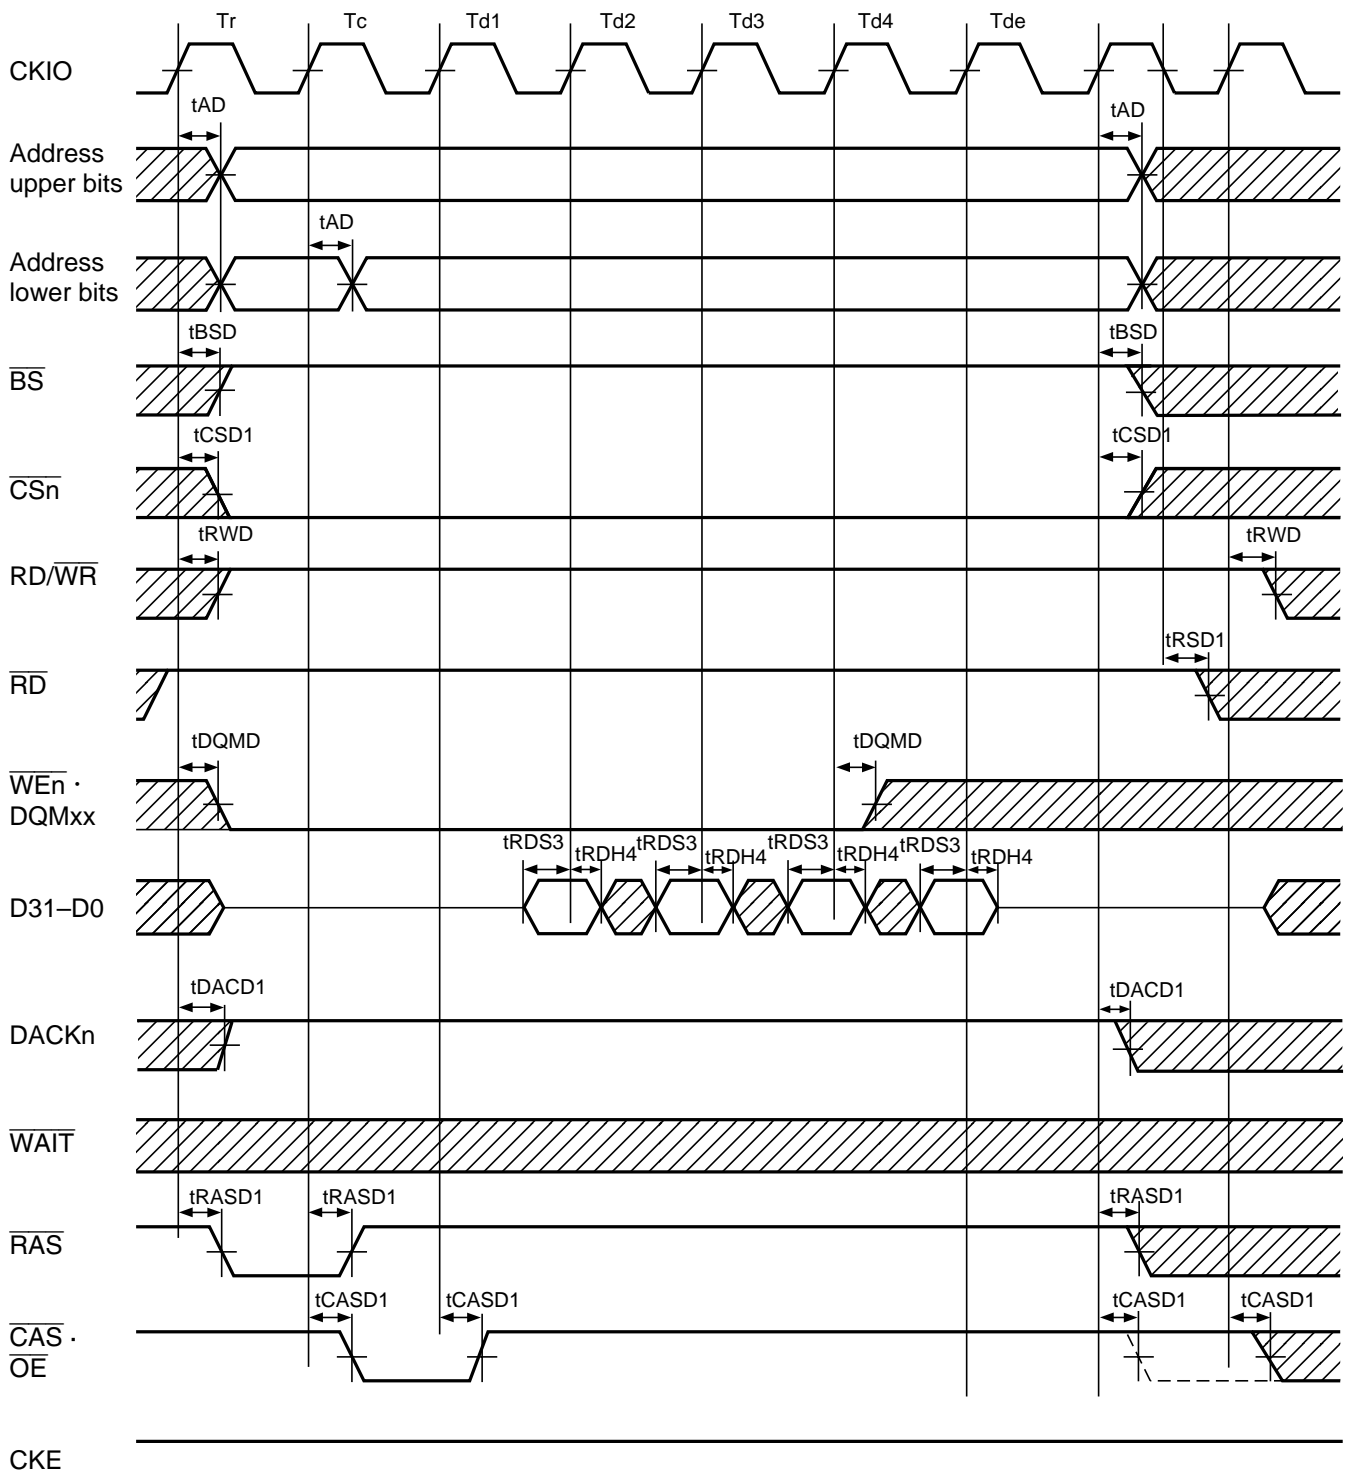 Tr Tc Td1 Td2 Td3 Td4 Tde
CKIO
tAD tAD
Address
upper bits
tAD
Address
lower bits
tBSD tBSD
BS
tCSD1 tCSD1
CSn
tRWD tRWD
RD/WR
tRSD1
RD
tDQMD tDQMD
WEn ·
DQMxx
tRDS3 tRDH4 tRDS3 tRDH4 tRDS3 tRDH4 tRDS3 tRDH4
D31–D0
tDACD1 tDACD1
DACKn
WAIT
tRASD1 tRASD1 tRASD1
RAS
tCASD1 tCASD1 tCASD1 tCASD1
CAS ·
OE
CKE